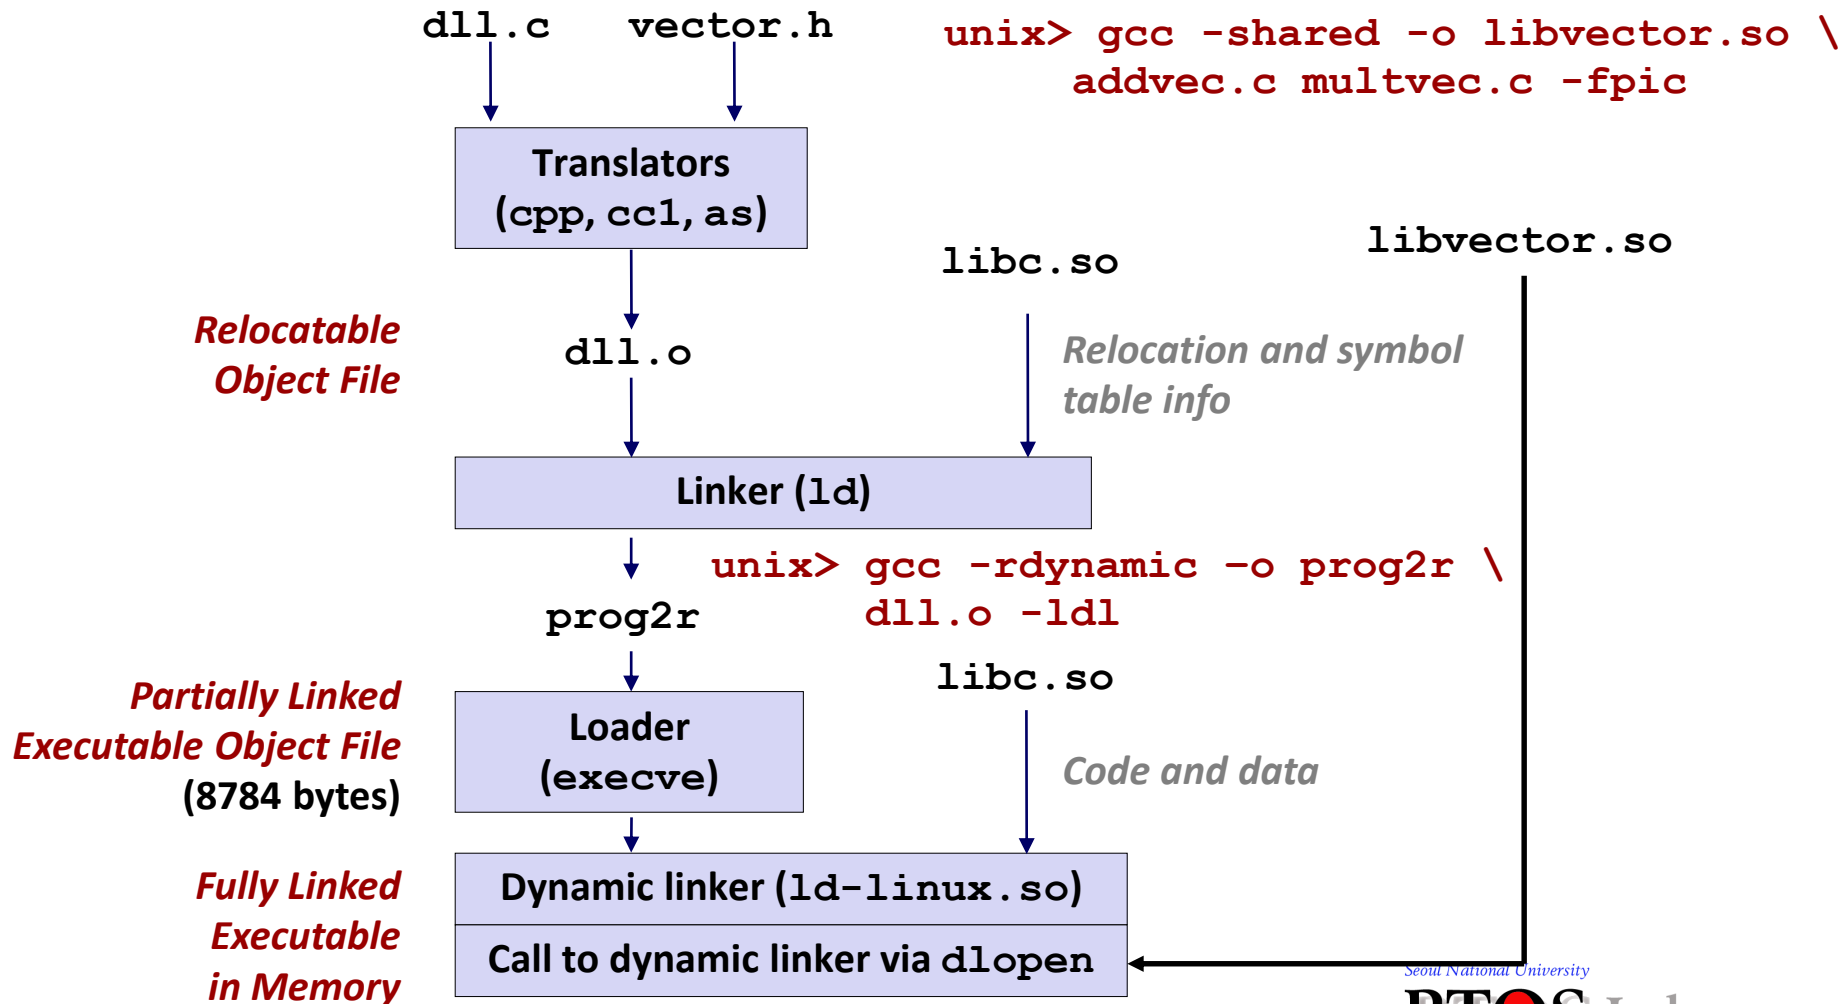 dll.c vector.h
unix> gcc -shared -o libvector.so \
addvec.c multvec.c -fpic
Translators
(cpp, cc1, as)
libc.so
libvector.so
Relocatable
Object File
dll.o
Relocation and symbol
table info
Linker (ld)
unix> gcc -rdynamic –o prog2r \
dll.o -ldl
prog2r
libc.so
Partially Linked
Executable Object File
(8784 bytes)
Loader
(execve)
Code and data
Fully Linked
Executable
in Memory
Dynamic linker (ld-linux.so)
Call to dynamic linker via dlopen
Seoul National University